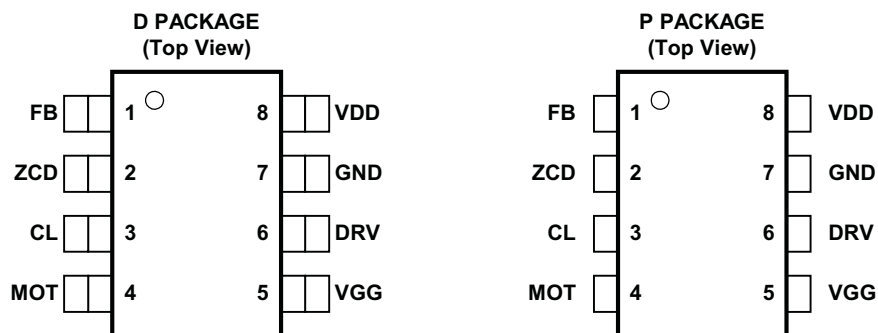 D PACKAGE
(Top View)
FB 1 8 VDD
ZCD 2 7 GND
CL 3 6 DRV
MOT 4 5 VGG
P PACKAGE
(Top View)
FB 1 8 VDD
ZCD 2 7 GND
CL 3 6 DRV
MOT 4 5 VGG